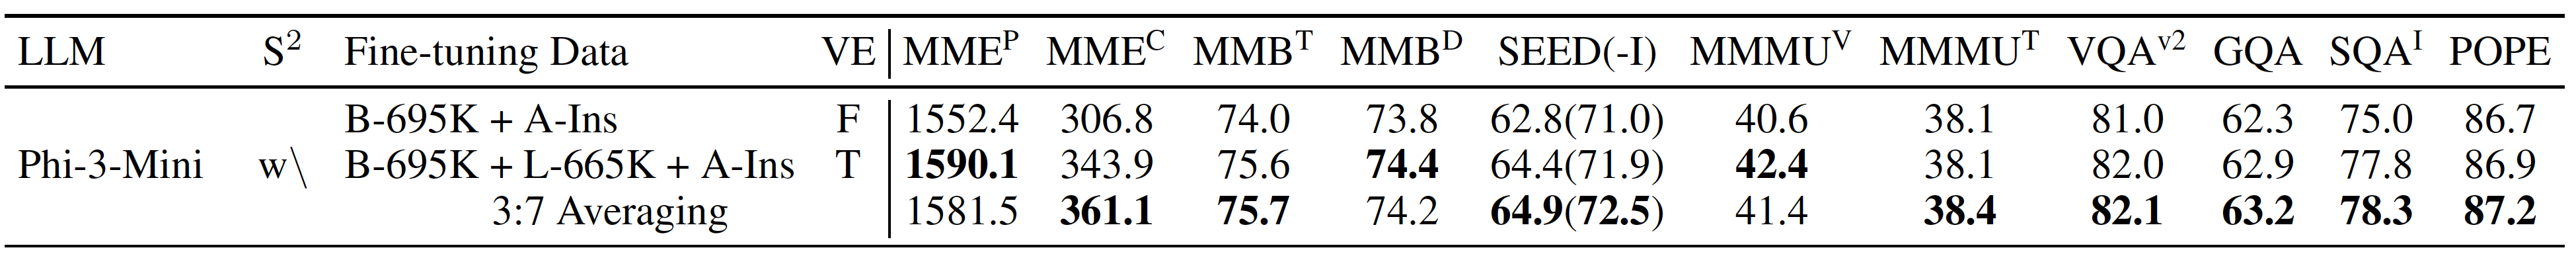 LLM S² Fine-tuning Data VE MME^P MME^C MMB^T MMB^D SEED(-I) MMMU^V MMMU^T VQA^v2 GQA SQA^I POPE
B-695K + A-Ins F 1552.4 306.8 74.0 73.8 62.8(71.0) 40.6 38.1 81.0 62.3 75.0 86.7
Phi-3-Mini w\ B-695K + L-665K + A-Ins T 1590.1 343.9 75.6 74.4 64.4(71.9) 42.4 38.1 82.0 62.9 77.8 86.9
3:7 Averaging 1581.5 361.1 75.7 74.2 64.9(72.5) 41.4 38.4 82.1 63.2 78.3 87.2